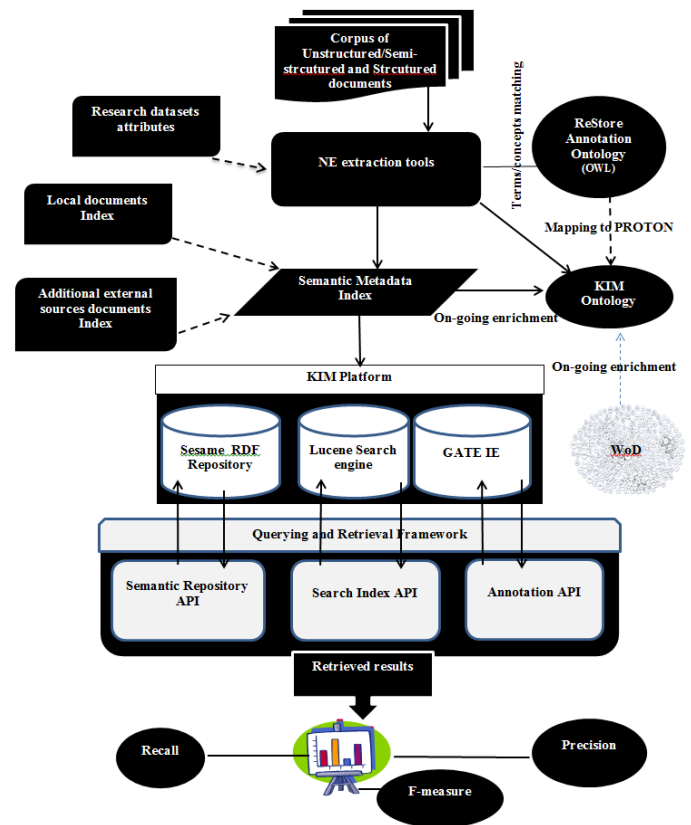 Corpus of
Unstructured/Semi-
strcutured and Strcutured
documents
Research datasets
attributes
NE extraction tools
Terms/concepts matching
ReStore
Annotation
Ontology
(OWL)
Local documents
Index
Mapping to PROTON
Semantic Metadata
Index
KIM
Ontology
Additional external
sources documents
Index
On-going enrichment
On-going enrichment
KIM Platform
Sesame RDF
Repository
Lucene Search
engine
GATE IE
WoD
Querying and Retrieval Framework
Semantic Repository
API
Search Index API
Annotation API
Retrieved results
Recall
Precision
F-measure